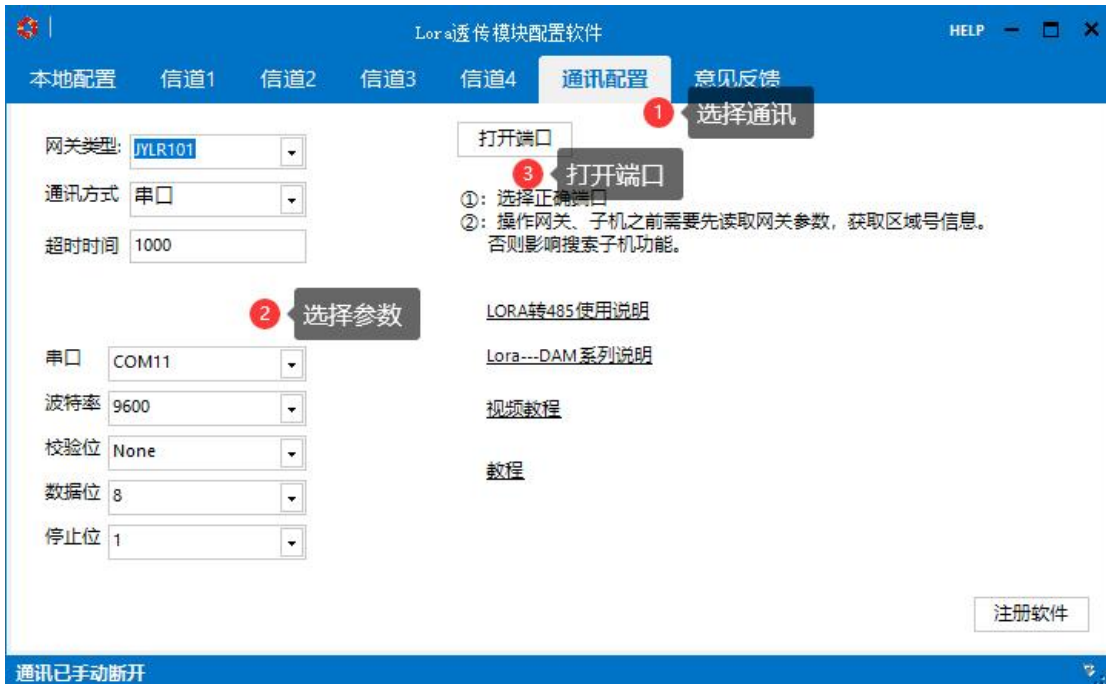 Lora透传模块配置软件
HELP
本地配置 信道1 信道2 信道3 信道4 通讯配置 意见反馈
1 选择通讯
网关类型: JYLR101
打开端口
3 打开端口
通讯方式 串口
①: 选择正确端口
②: 操作网关、子机之前需要先读取网关参数, 获取区域号信息。
否则影响搜索子机功能。
超时时间 1000
2 选择参数
LORA转485使用说明
串口 COM11
Lora---DAM系列说明
波特率 9600
视频教程
校验位 None
教程
数据位 8
停止位 1
注册软件
通讯已手动断开